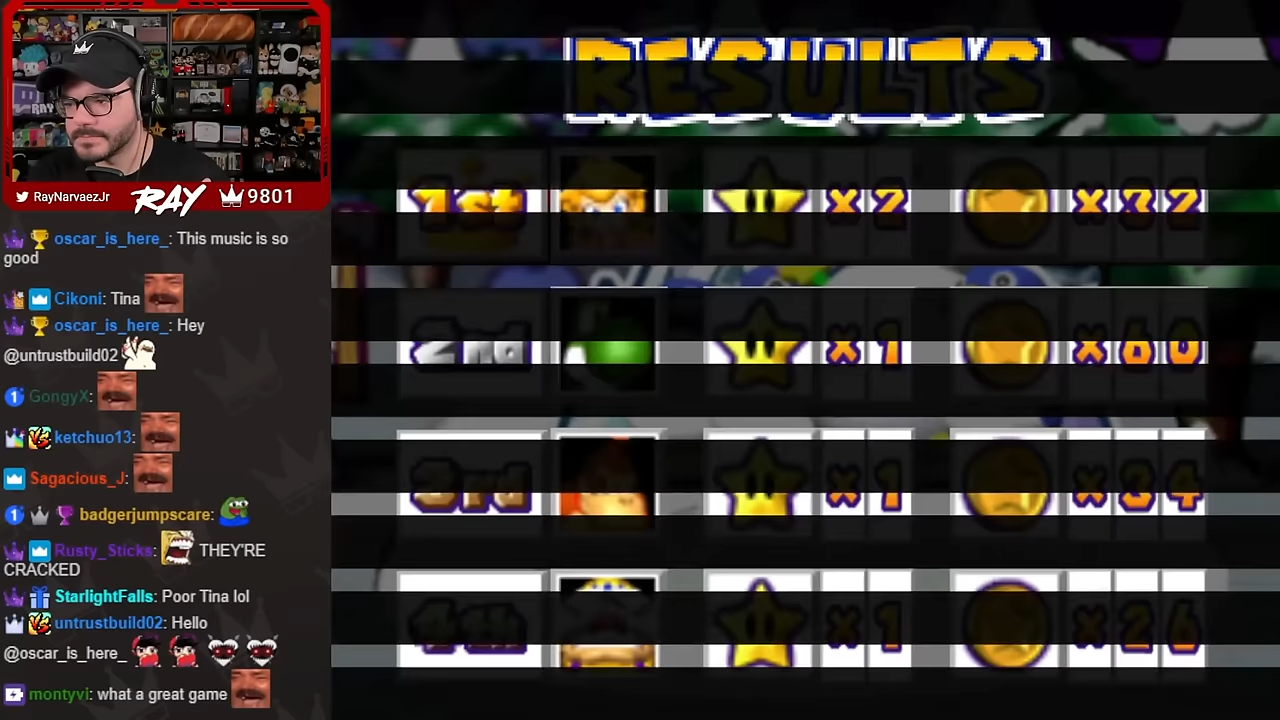 RESULTS
RayNarvaezJr RAY 9801
oscar_is_here_: This music is so
good
Cikoni: Tina
oscar_is_here_: Hey
@untrustbuild02
GongyX:
ketchuo13:
Sagacious_J:
badgerjumpscare:
Rusty_Sticks: THEY'RE
CRACKED
StarlightFalls: Poor Tina lol
untrustbuild02: Hello
@oscar_is_here_
montyvi: what a great game
1st × 2 × 32
2nd × 1 × 60
3rd × 1 × 34
4th × 1 × 26